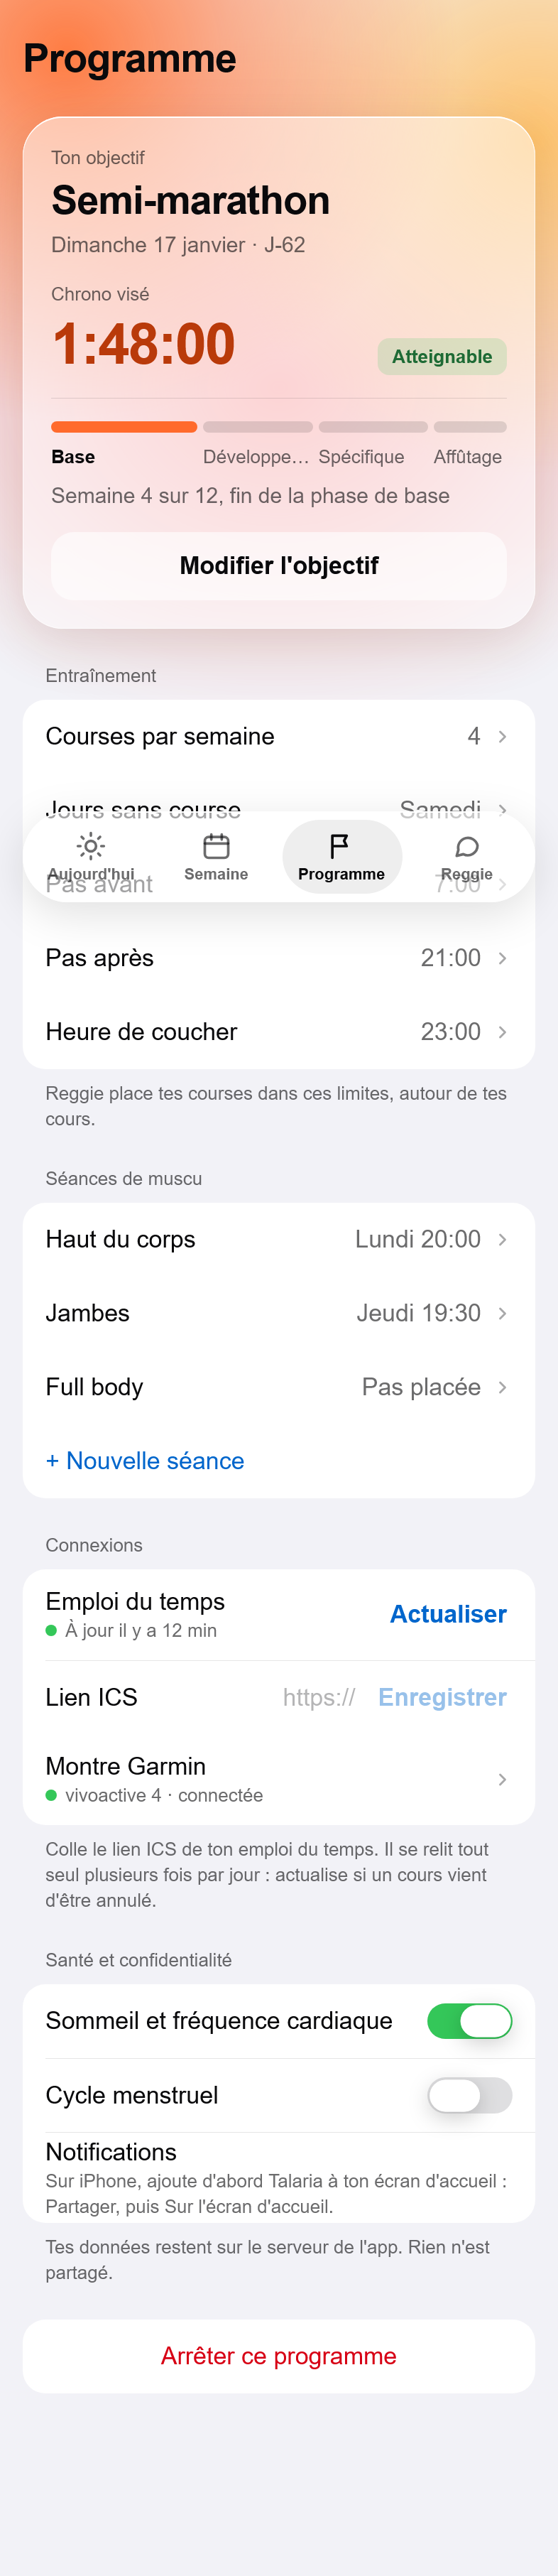 Programme
Ton objectif
Semi-marathon
Dimanche 17 janvier · J-62
Chrono visé
1:48:00
Atteignable
Base
Développe…
Spécifique
Affûtage
Semaine 4 sur 12, fin de la phase de base
Modifier l'objectif
Entraînement
Courses par semaine
4
Jours sans course
Samedi
Aujourd'hui
Semaine
Programme
Reggie
Pas avant
7:00
Pas après
21:00
Heure de coucher
23:00
Reggie place tes courses dans ces limites, autour de tes
cours.
Séances de muscu
Haut du corps
Lundi 20:00
Jambes
Jeudi 19:30
Full body
Pas placée
+ Nouvelle séance
Connexions
Emploi du temps
À jour il y a 12 min
Actualiser
Lien ICS
https://
Enregistrer
Montre Garmin
vivoactive 4 · connectée
Colle le lien ICS de ton emploi du temps. Il se relit tout
seul plusieurs fois par jour : actualise si un cours vient
d'être annulé.
Santé et confidentialité
Sommeil et fréquence cardiaque
Cycle menstruel
Notifications
Sur iPhone, ajoute d'abord Talaria à ton écran d'accueil :
Partager, puis Sur l'écran d'accueil.
Tes données restent sur le serveur de l'app. Rien n'est
partagé.
Arrêter ce programme